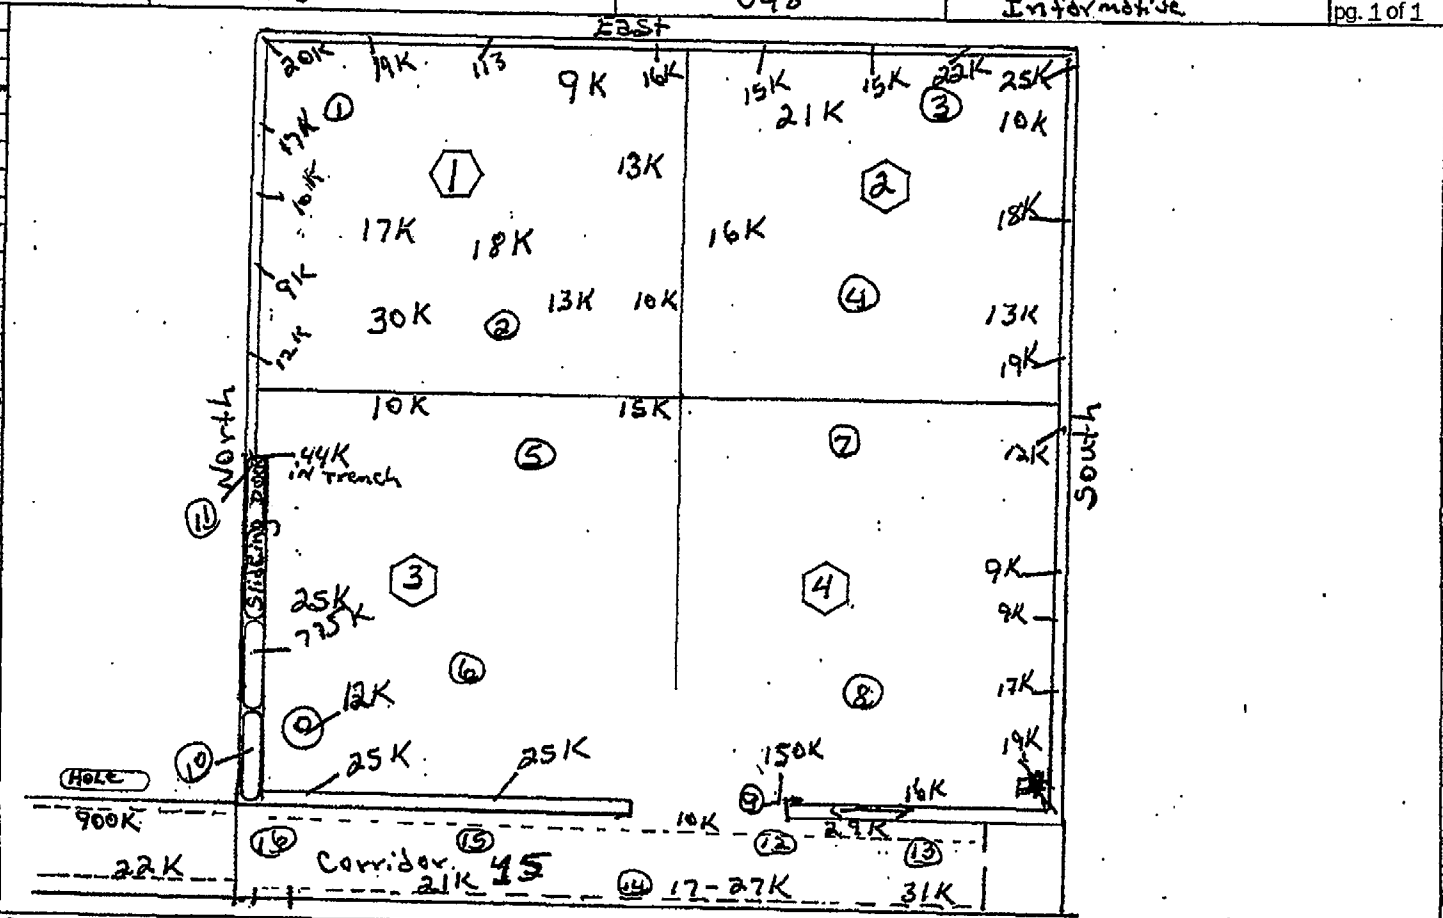 Informative
pg. 1 of 1
East
20K
19K
113
9K
16K
15K
15K
22K
25K
1
21K
3
10K
17K
1
13K
2
10K
18K
17K
18K
16K
9K
13K
10K
4
30K
2
13K
12K
19K
North
10K
15K
South
.44K
in Trench
5
7
12K
11
Sliding Door
3
4
9K
25K
775K
9K
6
12K
8
17K
0
19K
10
25K
25K
150K
HOLE
9
16K
900K
10K
2.9K
16
15
12
13
Corridor 45
22K
21K
14
17-27K
31K